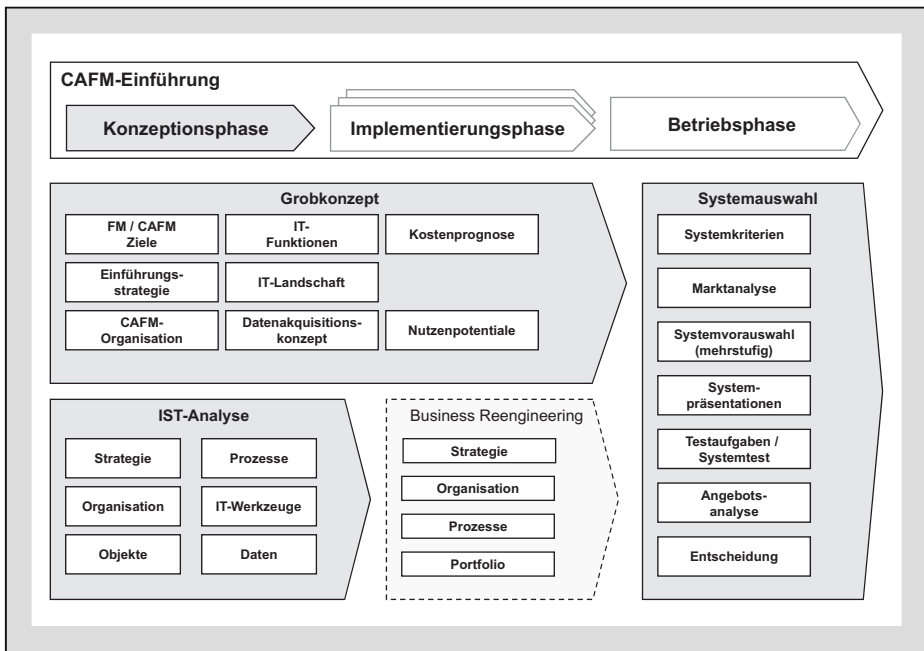 CAFM-Einführung
Konzeptionsphase
Implementierungsphase
Betriebsphase
Grobkonzept
FM / CAFM
Ziele
IT-
Funktionen
Kostenprognose
Einführungs-
strategie
IT-Landschaft
CAFM-
Organisation
Datenakquisitions-
konzept
Nutzenpotentiale
Systemauswahl
Systemkriterien
Marktanalyse
Systemvorauswahl
(mehrstufig)
System-
präsentationen
Testaufgaben /
Systemtest
Angebots-
analyse
Entscheidung
IST-Analyse
Strategie
Prozesse
Organisation
IT-Werkzeuge
Objekte
Daten
Business Reengineering
Strategie
Organisation
Prozesse
Portfolio